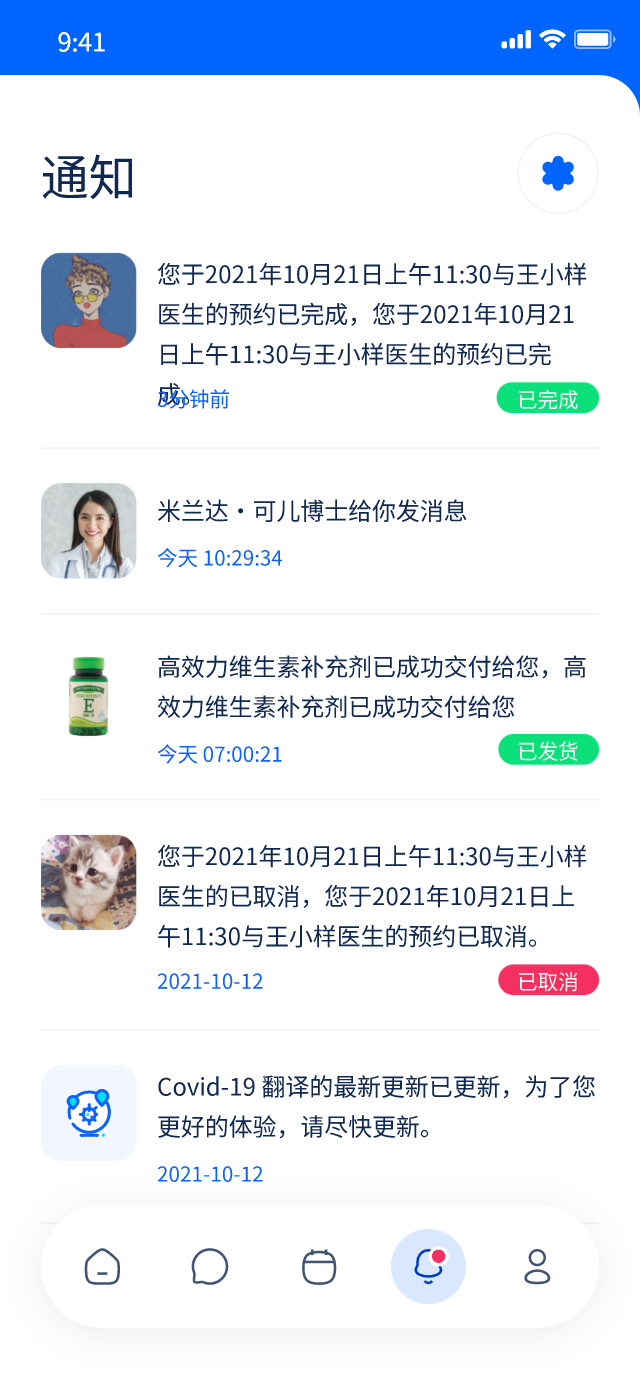 9:41
通知
您于2021年10月21日上午11:30与王小样
医生的预约已完成，您于2021年10月21
日上午11:30与王小样医生的预约已完
成。
分钟前
已完成
米兰达·可儿博士给你发消息
今天 10:29:34
高效力维生素补充剂已成功交付给您，高
效力维生素补充剂已成功交付给您
今天 07:00:21
已发货
您于2021年10月21日上午11:30与王小样
医生的已取消，您于2021年10月21日上
午11:30与王小样医生的预约已取消。
2021-10-12
已取消
Covid-19 翻译的最新更新已更新，为了您
更好的体验，请尽快更新。
2021-10-12
E